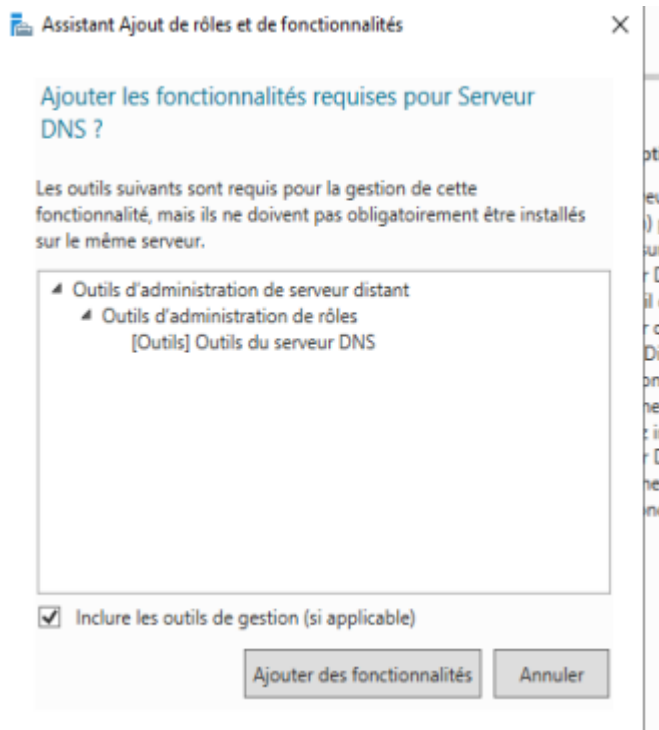 Assistant Ajout de rôles et de fonctionnalités
Ajouter les fonctionnalités requises pour Serveur
DNS ?
Les outils suivants sont requis pour la gestion de cette
fonctionnalité, mais ils ne doivent pas obligatoirement être installés
sur le même serveur.
Outils d'administration de serveur distant
Outils d'administration de rôles
[Outils] Outils du serveur DNS
Inclure les outils de gestion (si applicable)
Ajouter des fonctionnalités
Annuler